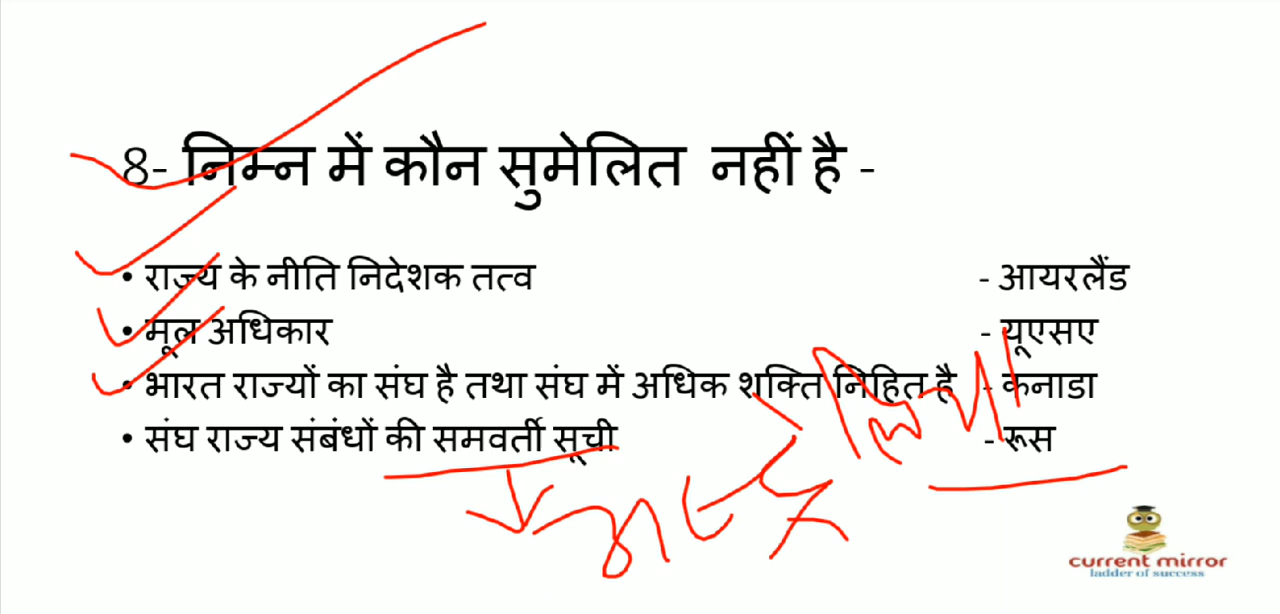 8- निम्न में कौन सुमेलित नहीं है -
• राज्य के नीति निदेशक तत्व - आयरलैंड
• मूल अधिकार - यूएसए
• भारत राज्यों का संघ है तथा संघ में अधिक शक्ति निहित है - कनाडा
• संघ राज्य संबंधों की समवर्ती सूची - रूस
current mirror
ladder of success